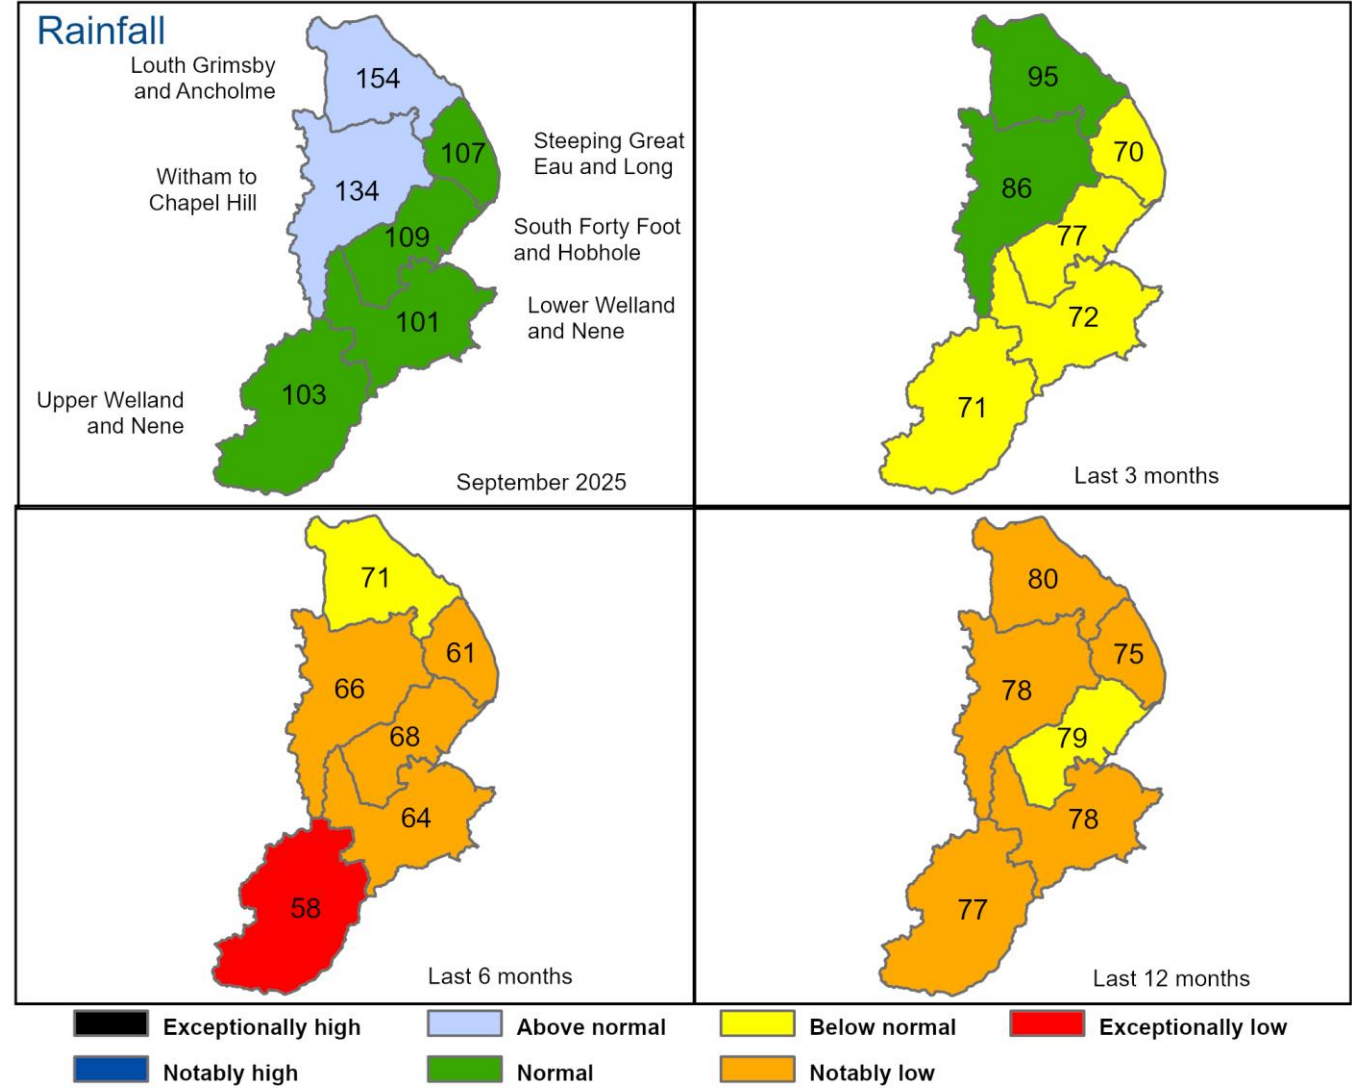 Rainfall
Louth Grimsby
and Ancholme
154
Steeping Great
Eau and Long
107
Witham to
Chapel Hill
134
South Forty Foot
and Hobhole
109
Lower Welland
and Nene
101
Upper Welland
and Nene
103
September 2025
95
70
86
77
72
71
Last 3 months
71
61
66
68
64
58
Last 6 months
80
75
78
79
78
77
Last 12 months
Exceptionally high
Above normal
Below normal
Exceptionally low
Notably high
Normal
Notably low